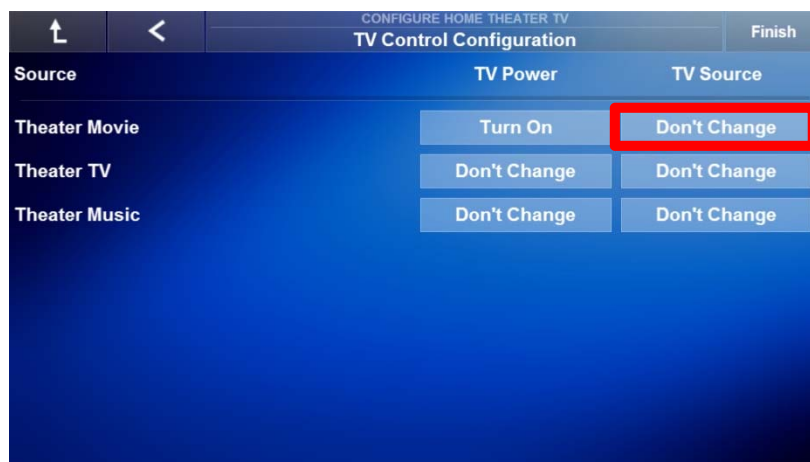 CONFIGURE HOME THEATER TV
TV Control Configuration
Finish
Source TV Power TV Source
Theater Movie Turn On Don't Change
Theater TV Don't Change Don't Change
Theater Music Don't Change Don't Change